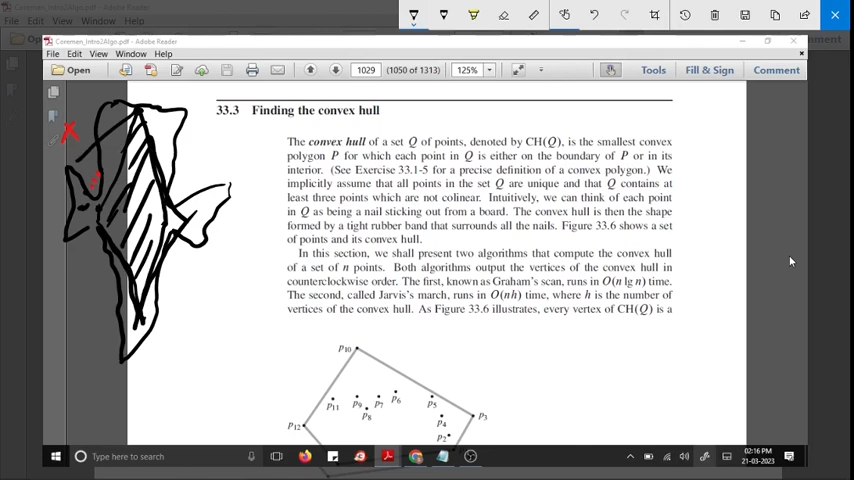 Coremen_Intro2Algo.pdf - Adobe Reader
File Edit View Window Help
Coremen_Intro2Algo.pdf - Adobe Reader
File Edit View Window Help
Open 1029 (1050 of 1313) 125% Tools Fill & Sign Comment
33.3 Finding the convex hull
The convex hull of a set Q of points, denoted by CH(Q), is the smallest convex
polygon P for which each point in Q is either on the boundary of P or in its
interior. (See Exercise 33.1-5 for a precise definition of a convex polygon.) We
implicitly assume that all points in the set Q are unique and that Q contains at
least three points which are not colinear. Intuitively, we can think of each point
in Q as being a nail sticking out from a board. The convex hull is then the shape
formed by a tight rubber band that surrounds all the nails. Figure 33.6 shows a set
of points and its convex hull.
In this section, we shall present two algorithms that compute the convex hull
of a set of n points. Both algorithms output the vertices of the convex hull in
counterclockwise order. The first, known as Graham's scan, runs in O(n lg n) time.
The second, called Jarvis's march, runs in O(nh) time, where h is the number of
vertices of the convex hull. As Figure 33.6 illustrates, every vertex of CH(Q) is a
p10
p11 p9 p7 p6 p5
p8
p12 p4 p3
p2
Type here to search
02:16 PM
21-03-2023